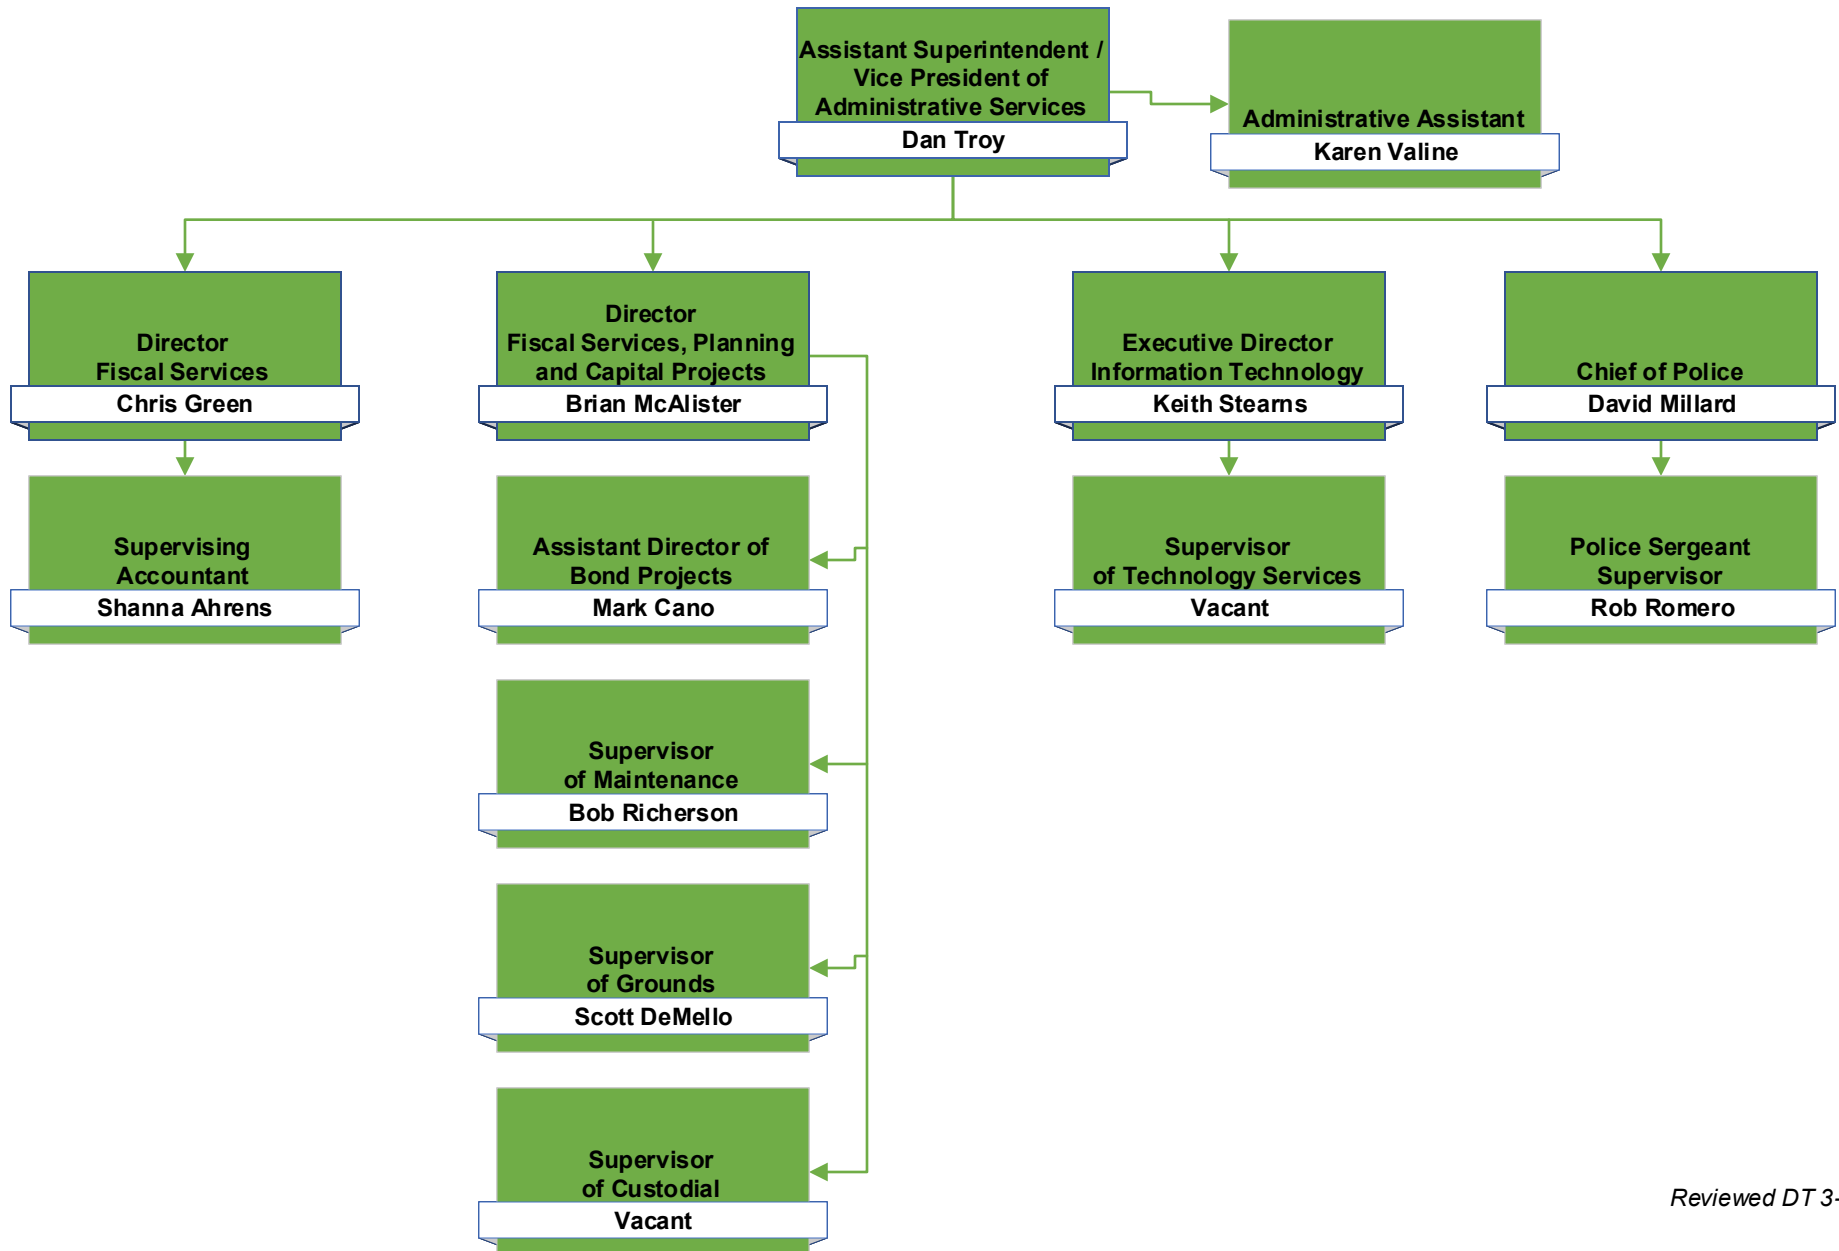 Assistant Superintendent /
Vice President of
Administrative Services
Dan Troy
Administrative Assistant
Karen Valine
Director
Fiscal Services
Chris Green
Director
Fiscal Services, Planning
and Capital Projects
Brian McAlister
Executive Director
Information Technology
Keith Stearns
Chief of Police
David Millard
Supervising
Accountant
Shanna Ahrens
Assistant Director of
Bond Projects
Mark Cano
Supervisor
of Technology Services
Vacant
Police Sergeant
Supervisor
Rob Romero
Supervisor
of Maintenance
Bob Richerson
Supervisor
of Grounds
Scott DeMello
Supervisor
of Custodial
Vacant
Reviewed DT 3-